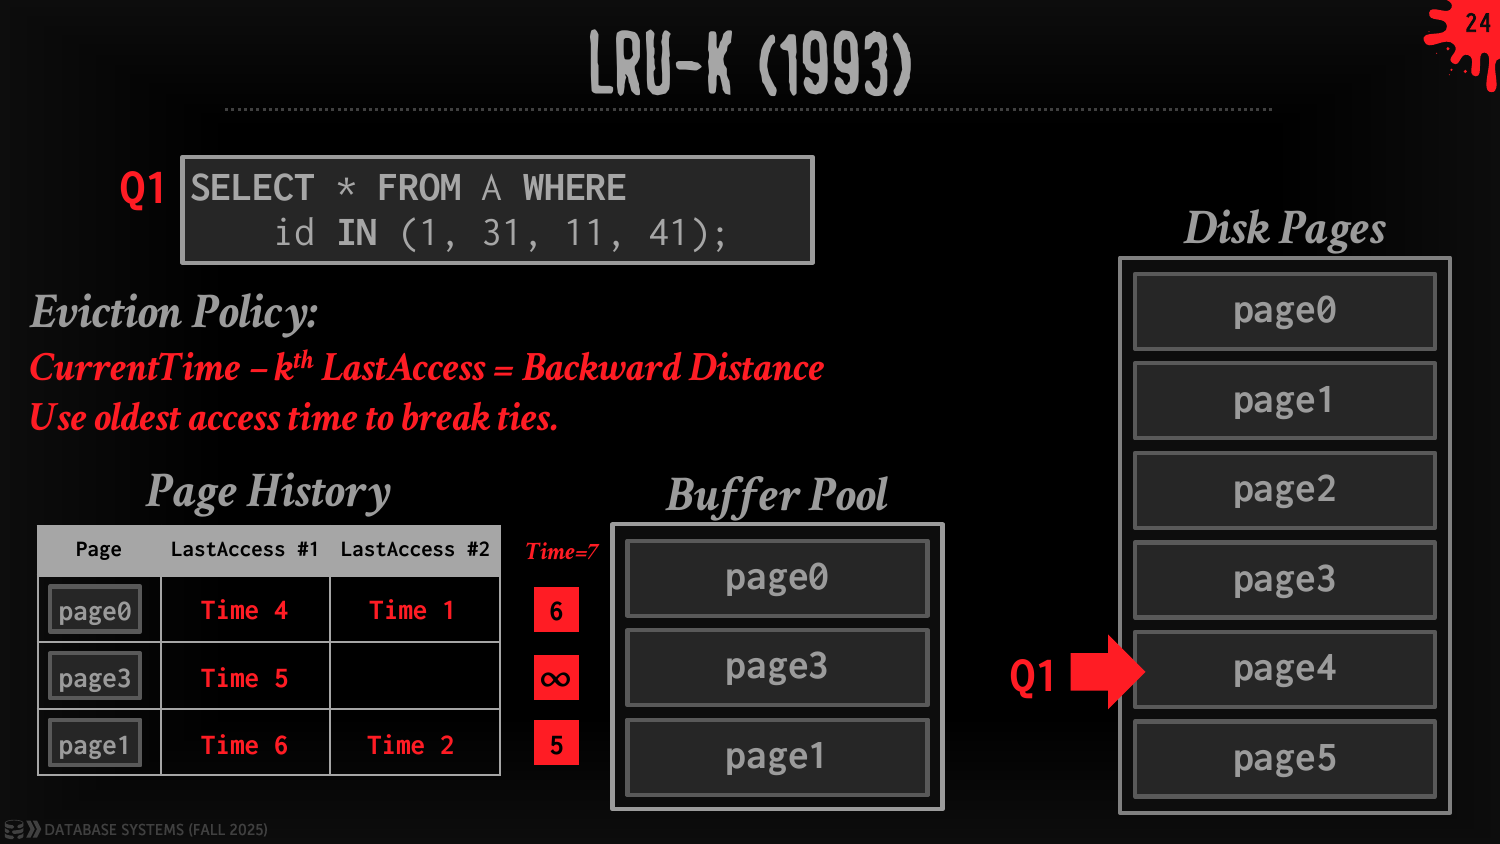 24
LRU-K (1993)
Q1
SELECT * FROM A WHERE
id IN (1, 31, 11, 41);
Eviction Policy:
CurrentTime – kth LastAccess = Backward Distance
Use oldest access time to break ties.
Page History
Page LastAccess #1 LastAccess #2
Time=7
page0 Time 4 Time 1 6
page3 Time 5 ∞
page1 Time 6 Time 2 5
Buffer Pool
page0
page3
page1
Disk Pages
page0
page1
page2
page3
Q1
page4
page5
DATABASE SYSTEMS (FALL 2025)